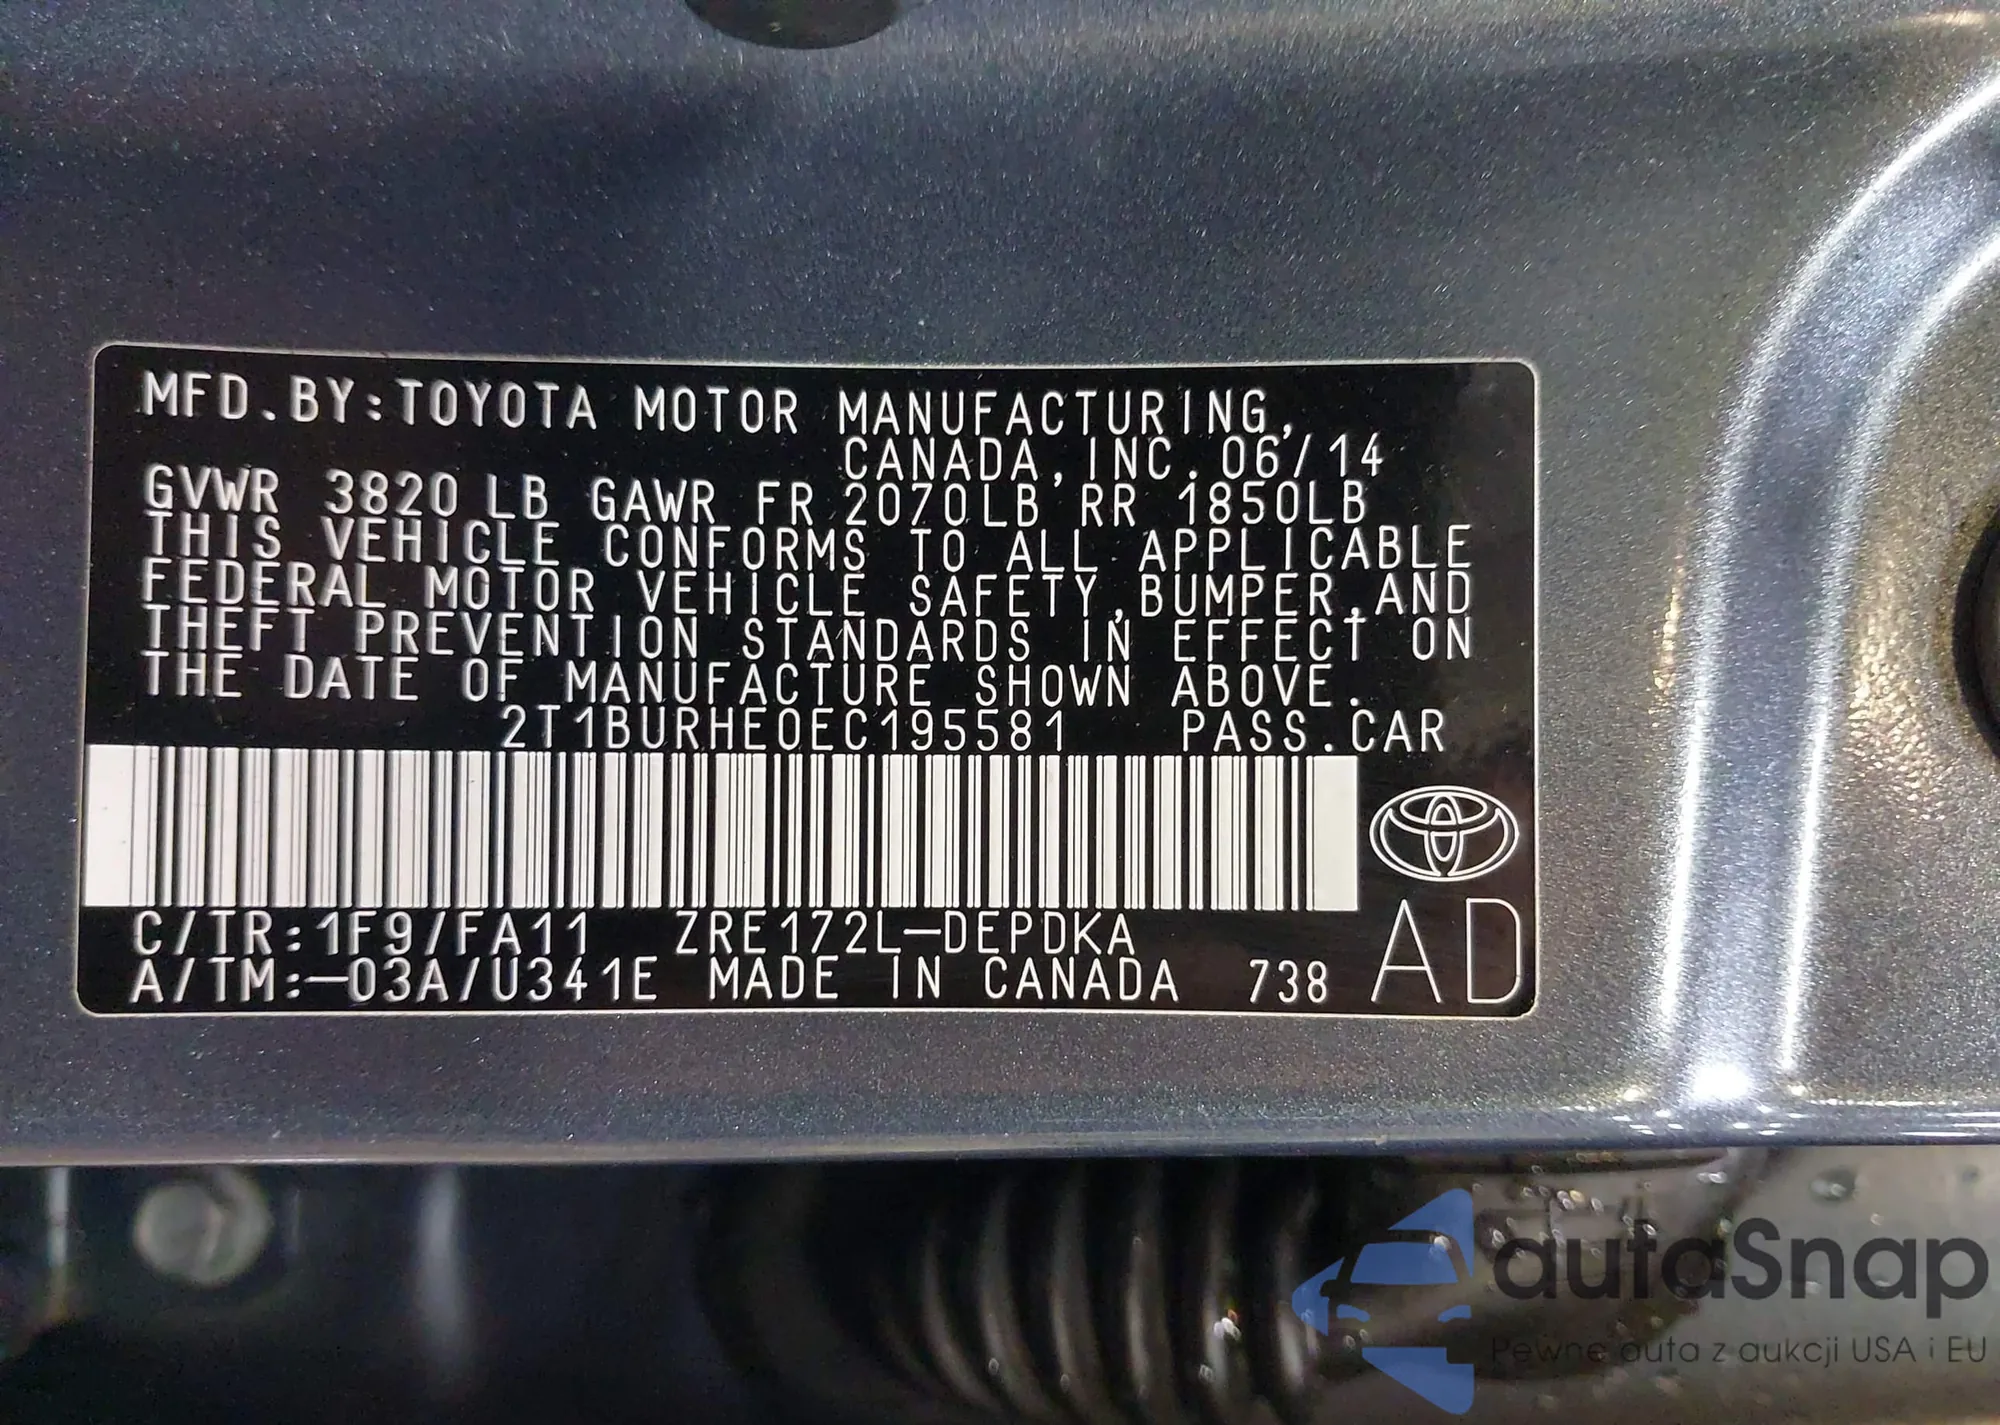 MFD.BY:TOYOTA MOTOR MANUFACTURING,
CANADA,INC.06/14
GVWR 3820 LB GAWR FR 2070LB RR 1850LB
THIS VEHICLE CONFORMS TO ALL APPLICABLE
FEDERAL MOTOR VEHICLE SAFETY,BUMPER,AND
THEFT PREVENTION STANDARDS IN EFFECT ON
THE DATE OF MANUFACTURE SHOWN ABOVE.
2T1BURHE0EC195581 PASS.CAR
C/TR:1F9/FA11 ZRE172L-DEPDKA
A/TM:-03A/U341E MADE IN CANADA 738
AD
autaSnap
Pewne auta z aukcji USA i EU